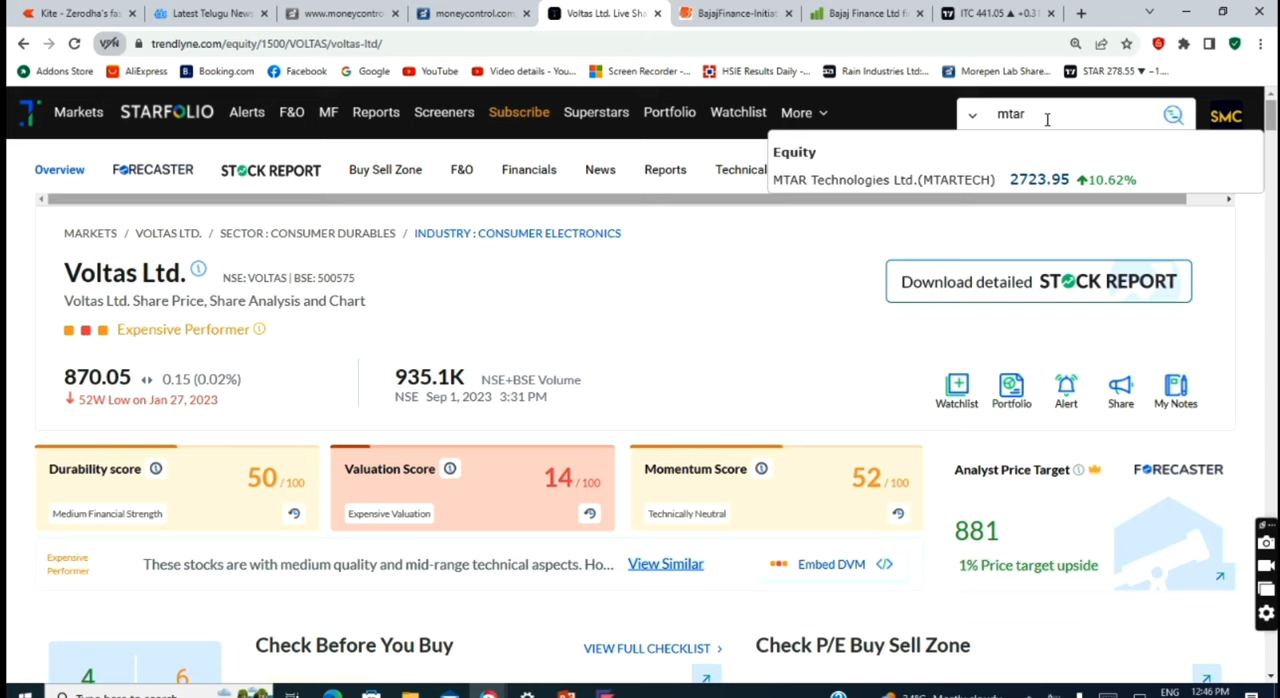 Kite - Zerodha's fa:
Latest Telugu News
www.moneycontro
moneycontrol.com
Voltas Ltd. Live Sha
BajajFinance-Initiat
Bajaj Finance Ltd fi
ITC 441.05 ▲ +0.31
VPN
trendlyne.com/equity/1500/VOLTAS/voltas-ltd/
Addons Store
AliExpress
Booking.com
Facebook
Google
YouTube
Video details - You...
Screen Recorder -...
HSIE Results Daily -...
Rain Industries Ltd:...
Morepen Lab Share...
STAR 278.55 ▼ −1....
Markets
STARFOLIO
Alerts
F&O
MF
Reports
Screeners
Subscribe
Superstars
Portfolio
Watchlist
More
mtar
SMC
Equity
MTAR Technologies Ltd.(MTARTECH) 2723.95 10.62%
Overview
FORECASTER
STOCK REPORT
Buy Sell Zone
F&O
Financials
News
Reports
Technical
MARKETS / VOLTAS LTD. / SECTOR : CONSUMER DURABLES / INDUSTRY : CONSUMER ELECTRONICS
Voltas Ltd.
NSE: VOLTAS | BSE: 500575
Voltas Ltd. Share Price, Share Analysis and Chart
Expensive Performer
Download detailed STOCK REPORT
870.05 0.15 (0.02%)
52W Low on Jan 27, 2023
935.1K NSE+BSE Volume
NSE Sep 1, 2023 3:31 PM
Watchlist
Portfolio
Alert
Share
My Notes
Durability score
50 /100
Medium Financial Strength
Valuation Score
14 /100
Expensive Valuation
Momentum Score
52 /100
Technically Neutral
Analyst Price Target
FORECASTER
881
1% Price target upside
Expensive
Performer
These stocks are with medium quality and mid-range technical aspects. Ho...
View Similar
Embed DVM
4
6
Check Before You Buy
VIEW FULL CHECKLIST
Check P/E Buy Sell Zone
Type here to search
ENG
12:46 PM